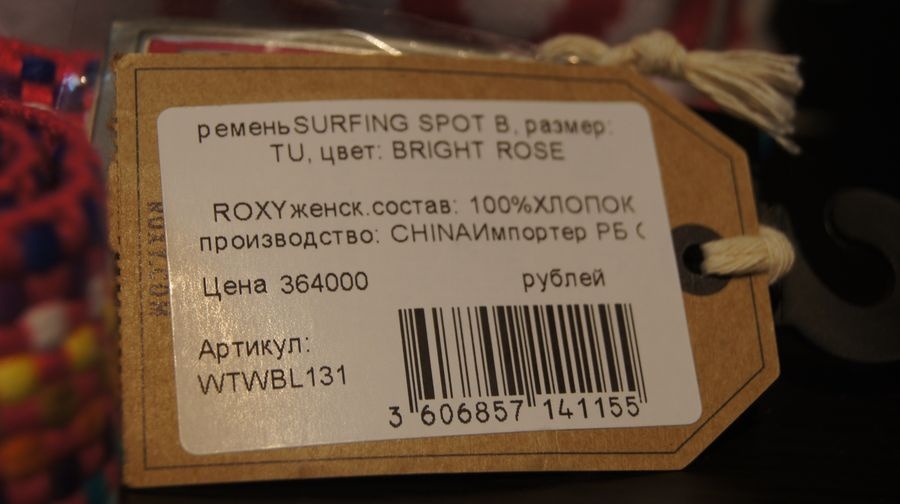 ременьSURFING SPOT B, размер:
TU, цвет: BRIGHT ROSE
ROXYженск.состав: 100%ХЛОПОК
производство: CHINAИмпортер РБ
Цена 364000 рублей
Артикул:
WTWBL131
3 606857 141155